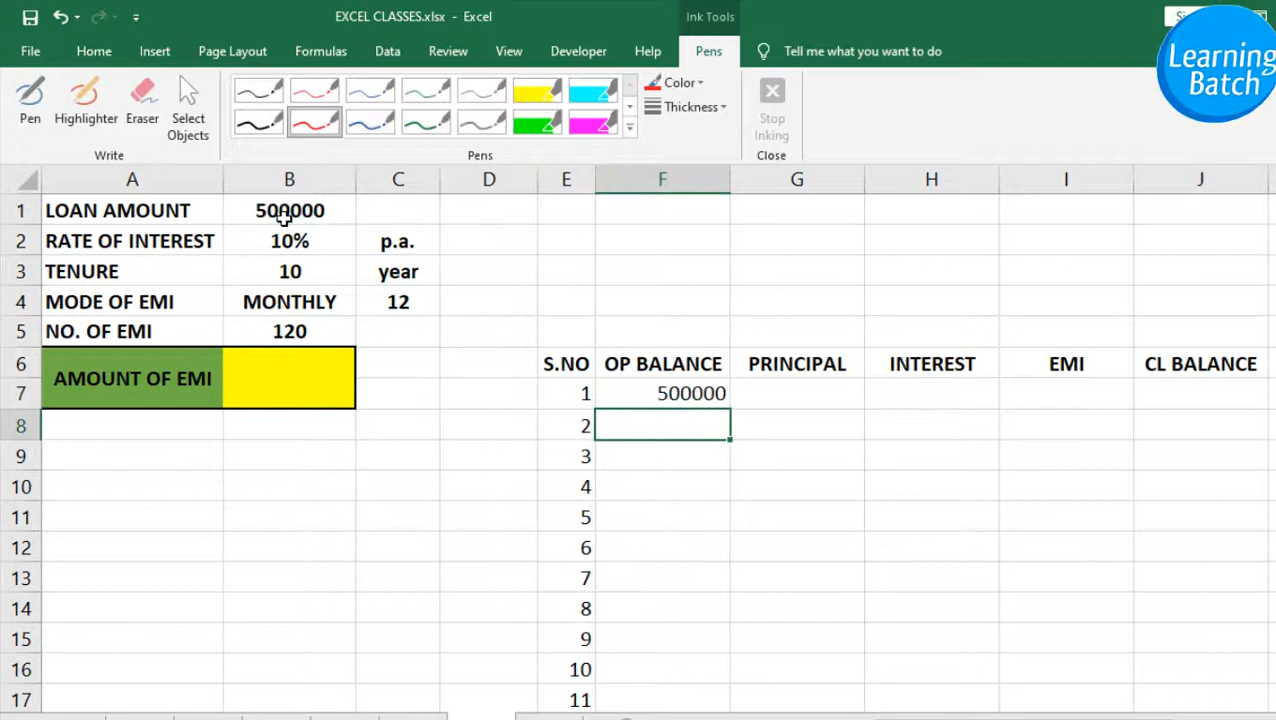 EXCEL CLASSES.xlsx - Excel
Ink Tools
Learning
Batch
File Home Insert Page Layout Formulas Data Review View Developer Help Pens Tell me what you want to do
Pen
Highlighter
Eraser
Select
Objects
Color
Thickness
Stop
Inking
Write
Pens
Close
A B C D E F G H I J
1 LOAN AMOUNT 500000
2 RATE OF INTEREST 10% p.a.
3 TENURE 10 year
4 MODE OF EMI MONTHLY 12
5 NO. OF EMI 120
6 AMOUNT OF EMI S.NO OP BALANCE PRINCIPAL INTEREST EMI CL BALANCE
7 1 500000
8 2
9 3
10 4
11 5
12 6
13 7
14 8
15 9
16 10
17 11